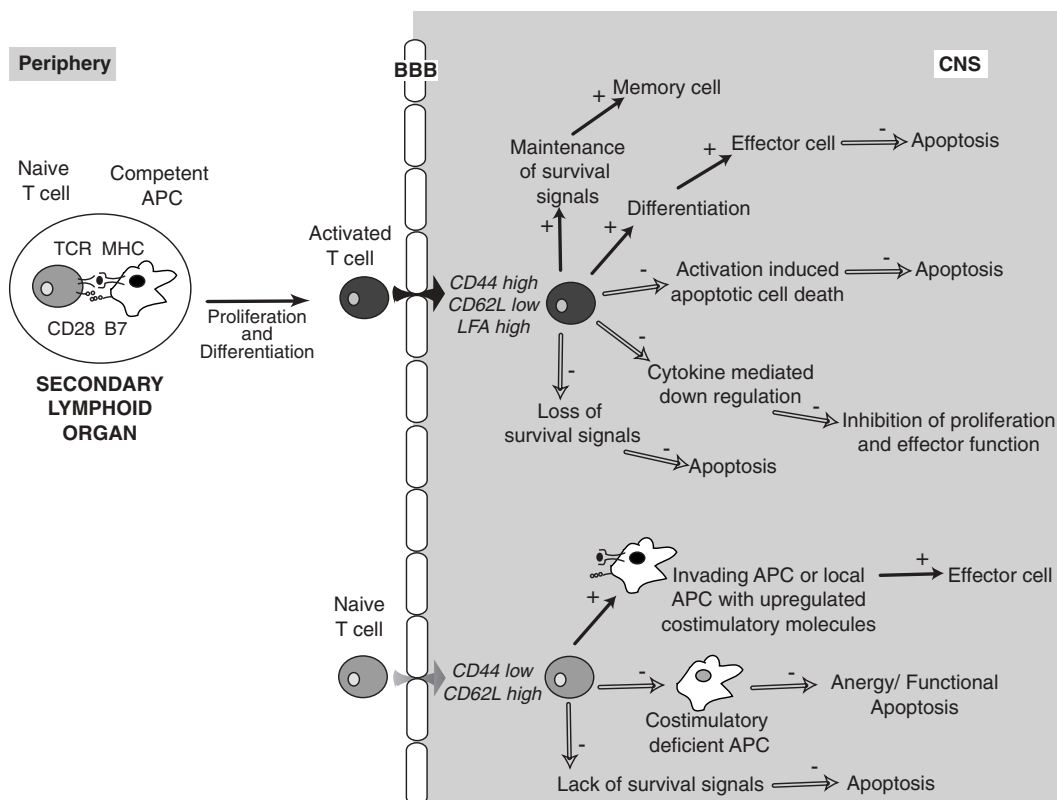 Periphery
BBB
CNS
Naive
T cell
Competent
APC
TCR MHC
CD28 B7
SECONDARY
LYMPHOID
ORGAN
Proliferation
and
Differentiation
Activated
T cell
CD44 high
CD62L low
LFA high
+
Maintenance
of survival
signals
+
Memory cell
+
Differentiation
+
Effector cell
-
Apoptosis
-
Activation induced
apoptotic cell death
-
Apoptosis
-
Cytokine mediated
down regulation
-
Inhibition of proliferation
and effector function
-
Loss of
survival signals
-
Apoptosis
Naive
T cell
CD44 low
CD62L high
+
Invading APC or local
APC with upregulated
costimulatory molecules
+
Effector cell
-
Costimulatory
deficient APC
-
Anergy/ Functional
Apoptosis
-
Lack of survival signals
-
Apoptosis